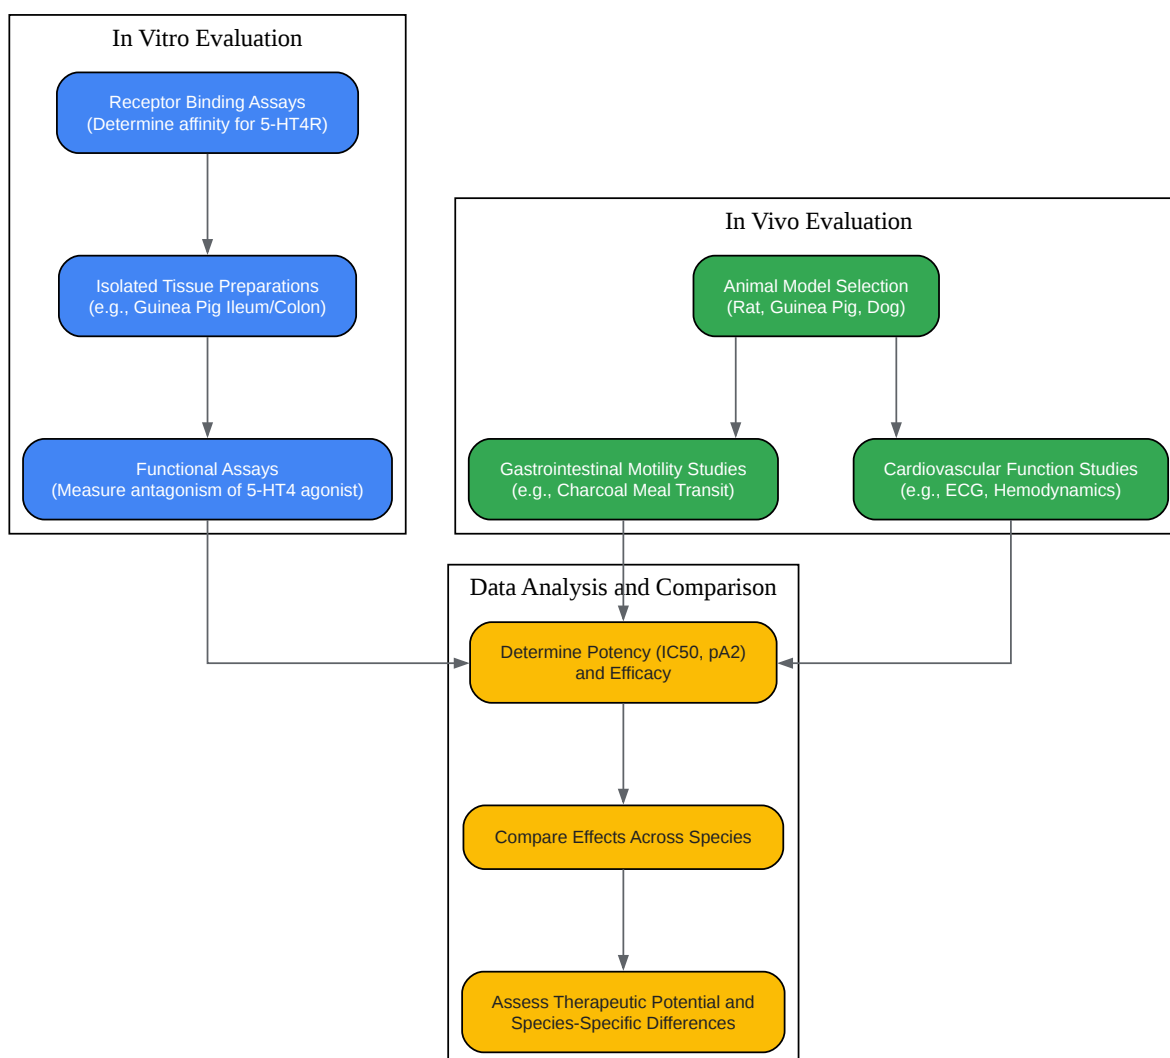 In Vitro Evaluation
Receptor Binding Assays
(Determine affinity for 5-HT4R)
Isolated Tissue Preparations
(e.g., Guinea Pig Ileum/Colon)
Functional Assays
(Measure antagonism of 5-HT4 agonist)
In Vivo Evaluation
Animal Model Selection
(Rat, Guinea Pig, Dog)
Gastrointestinal Motility Studies
(e.g., Charcoal Meal Transit)
Cardiovascular Function Studies
(e.g., ECG, Hemodynamics)
Data Analysis and Comparison
Determine Potency (IC50, pA2)
and Efficacy
Compare Effects Across Species
Assess Therapeutic Potential and
Species-Specific Differences